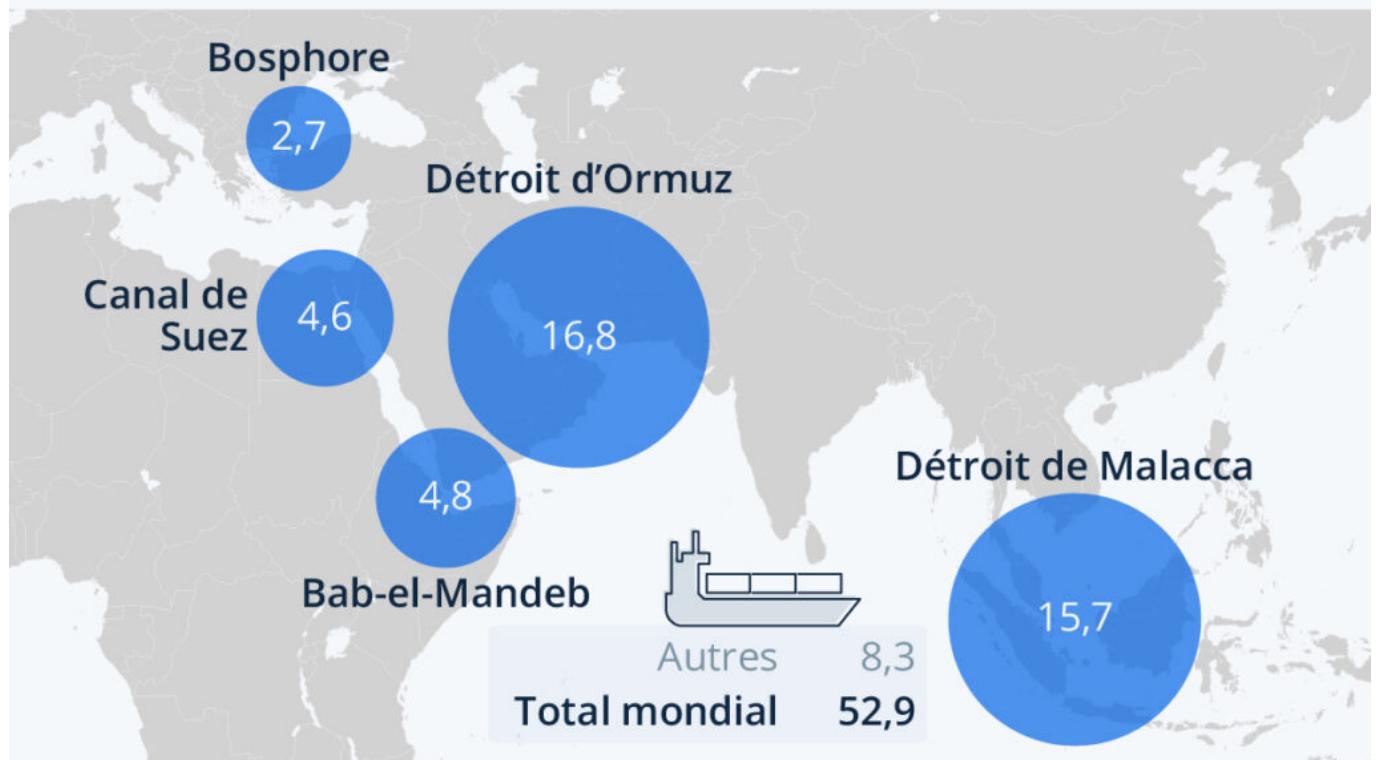 Bosphore
2,7
Détroit d’Ormuz
16,8
Canal de
Suez
4,6
4,8
Bab-el-Mandeb
Détroit de Malacca
15,7
Autres 8,3
Total mondial 52,9